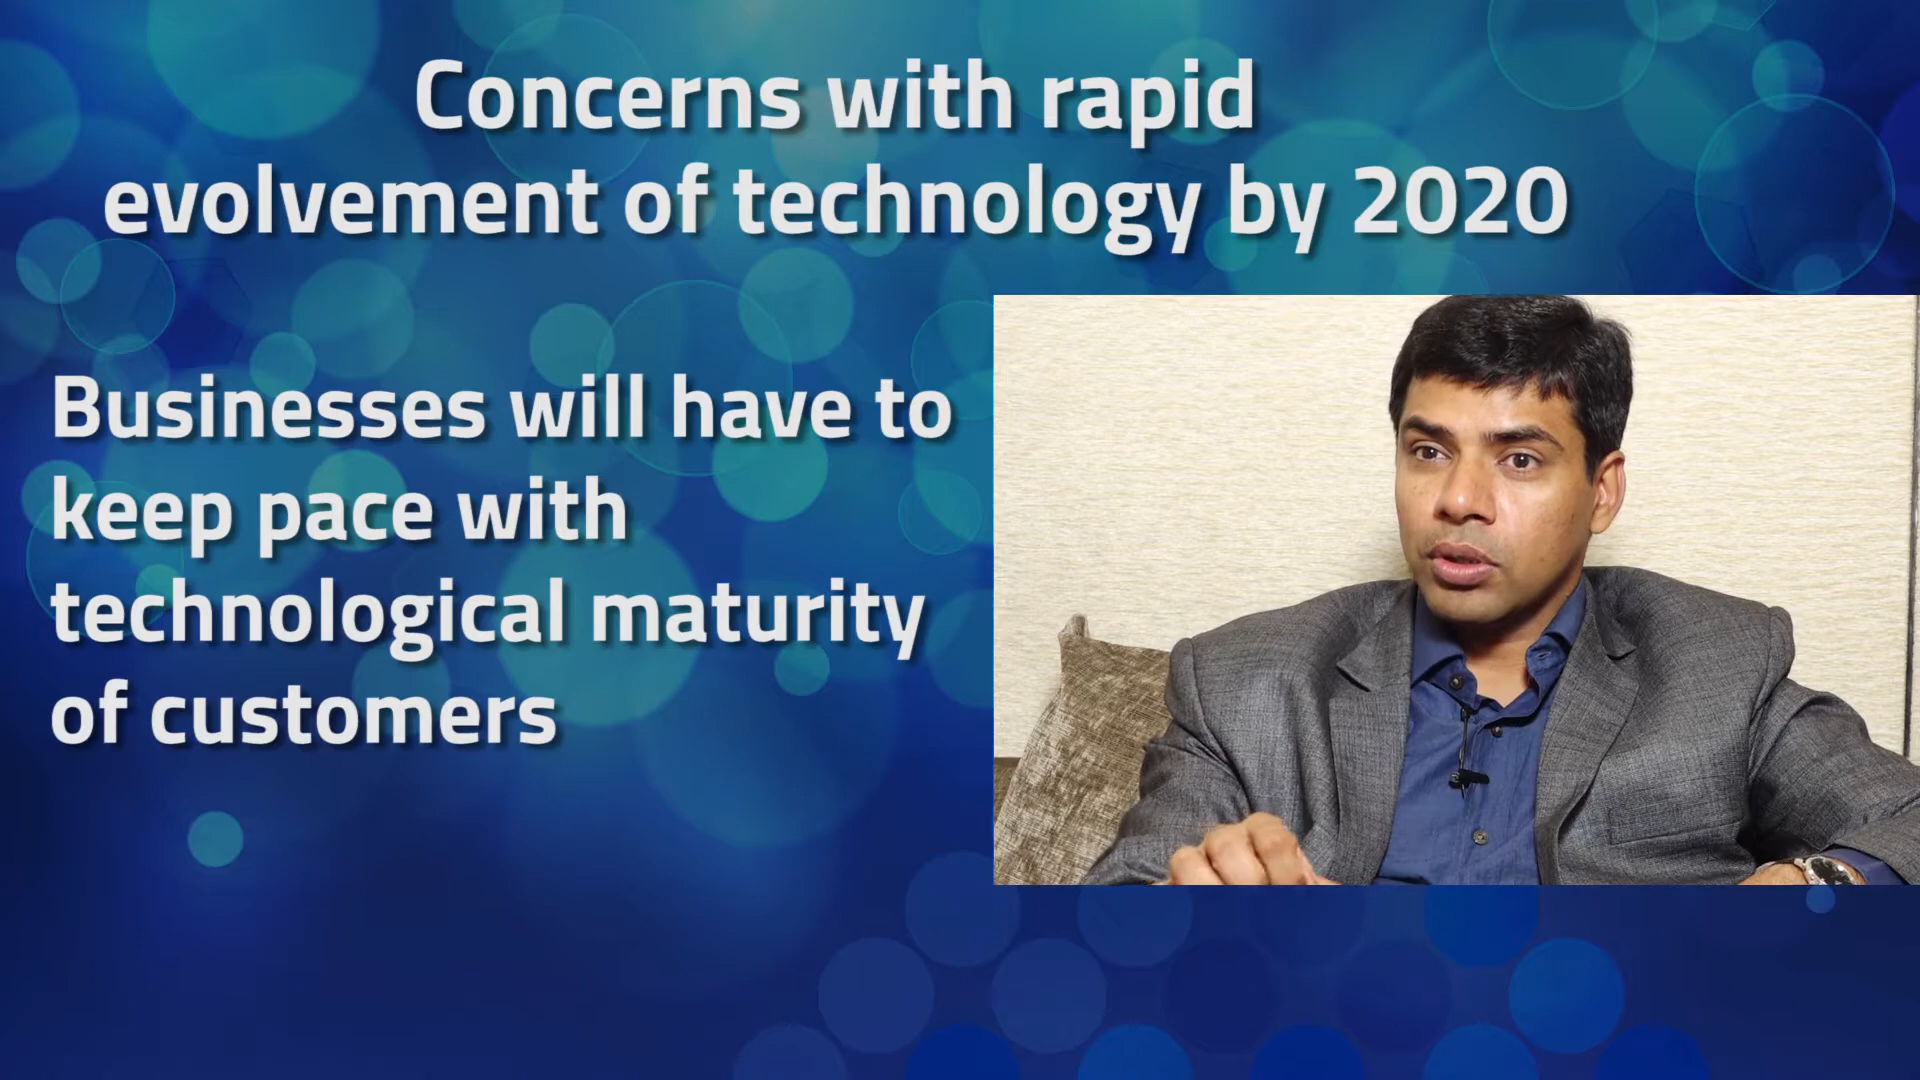 Concerns with rapid
evolvement of technology by 2020
Businesses will have to
keep pace with
technological maturity
of customers